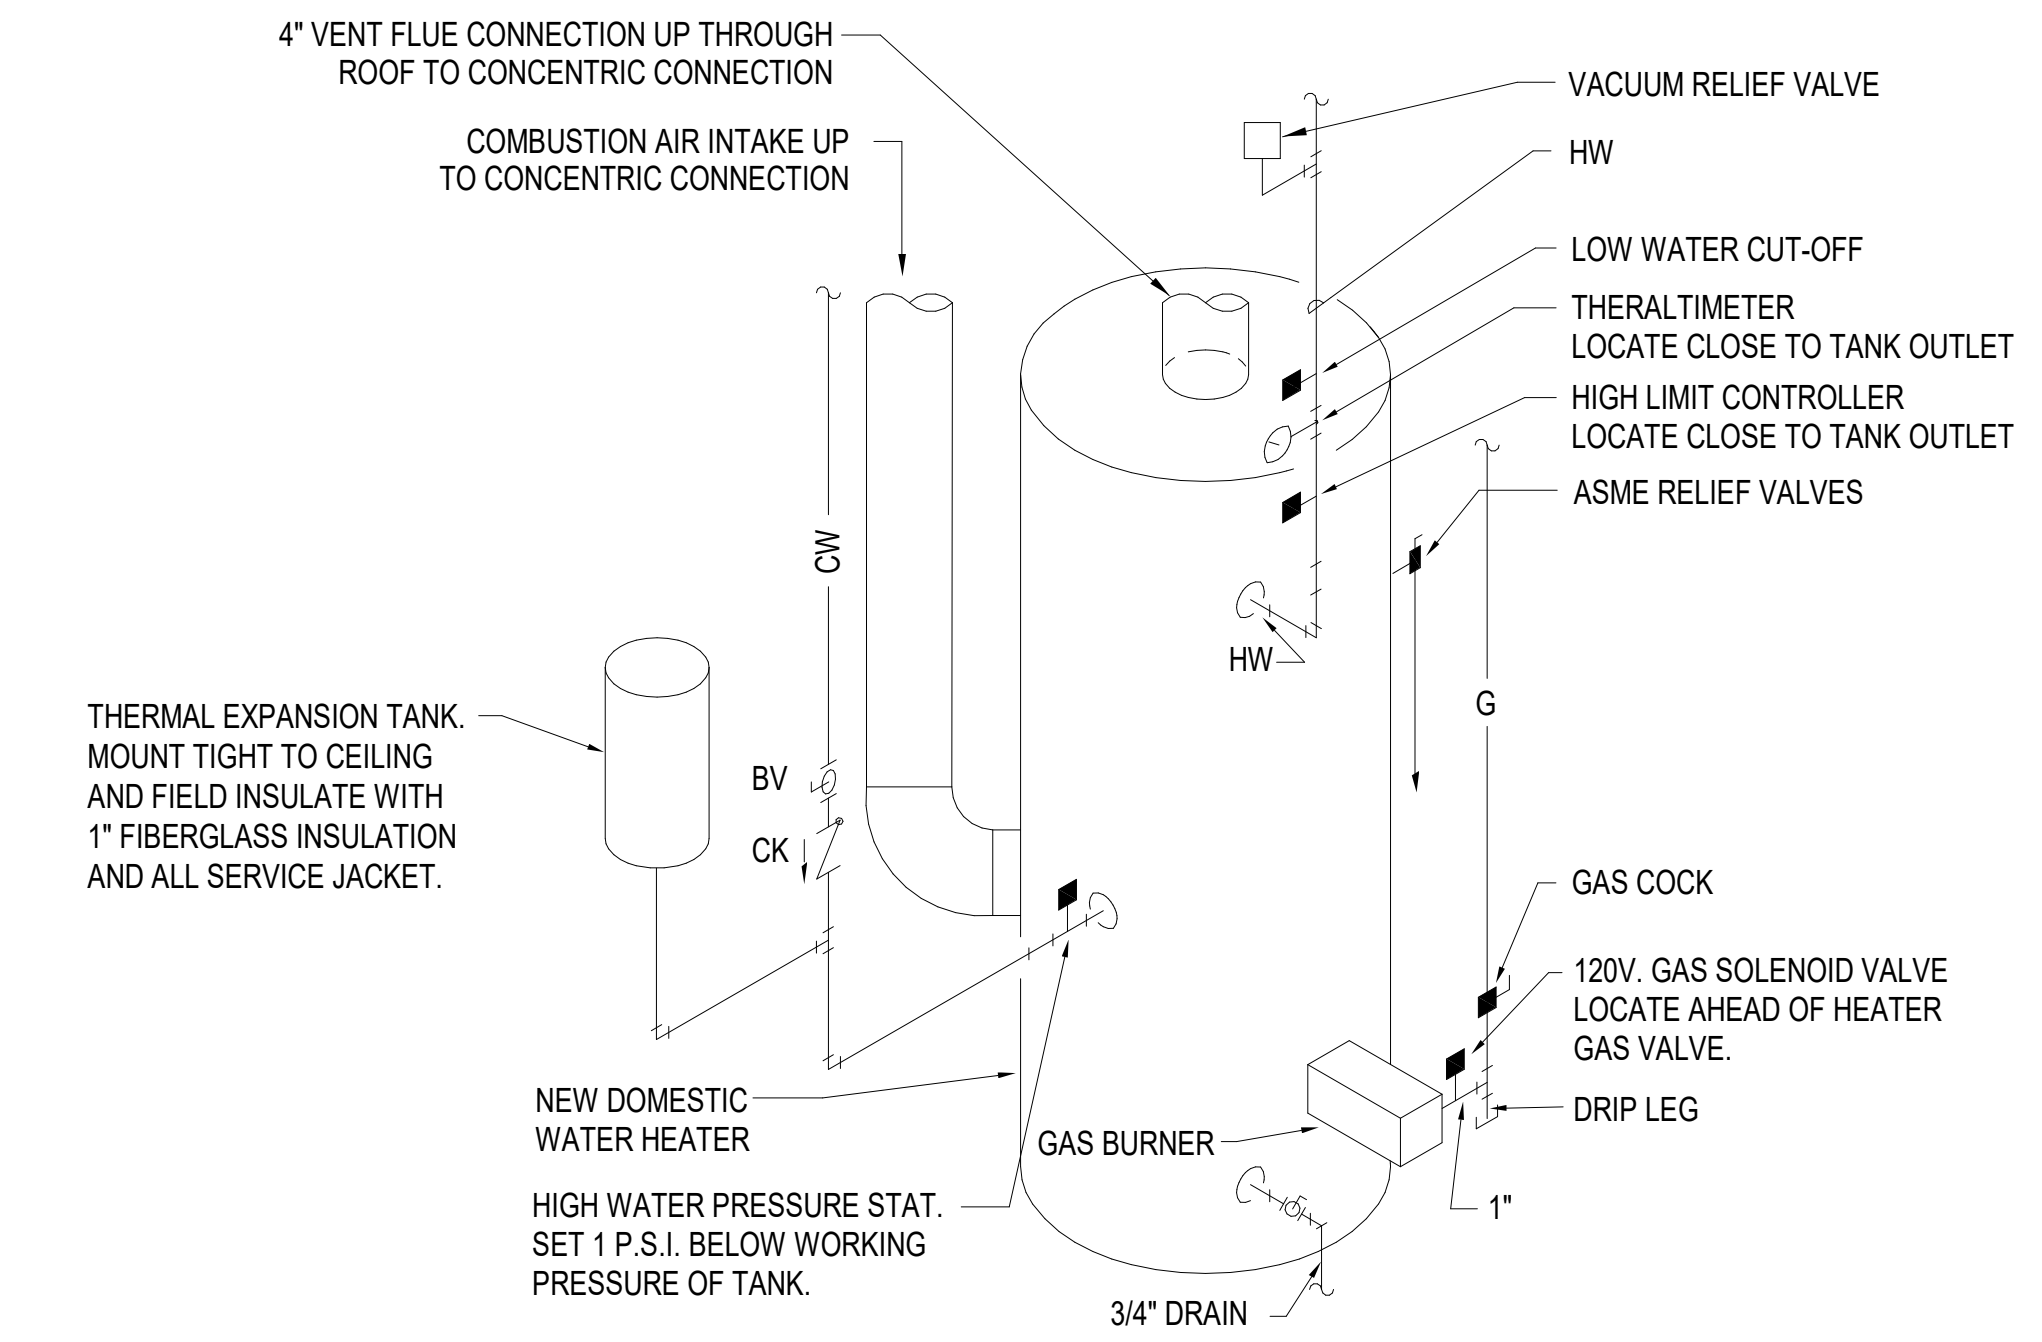 4" VENT FLUE CONNECTION UP THROUGH
ROOF TO CONCENTRIC CONNECTION
COMBUSTION AIR INTAKE UP
TO CONCENTRIC CONNECTION
VACUUM RELIEF VALVE
HW
LOW WATER CUT-OFF
THERALTIMETER
LOCATE CLOSE TO TANK OUTLET
HIGH LIMIT CONTROLLER
LOCATE CLOSE TO TANK OUTLET
ASME RELIEF VALVES
CW
HW
G
THERMAL EXPANSION TANK.
MOUNT TIGHT TO CEILING
AND FIELD INSULATE WITH
1" FIBERGLASS INSULATION
AND ALL SERVICE JACKET.
BV
CK
GAS COCK
120V. GAS SOLENOID VALVE
LOCATE AHEAD OF HEATER
GAS VALVE.
DRIP LEG
NEW DOMESTIC
WATER HEATER
GAS BURNER
HIGH WATER PRESSURE STAT.
SET 1 P.S.I. BELOW WORKING
PRESSURE OF TANK.
1"
3/4" DRAIN